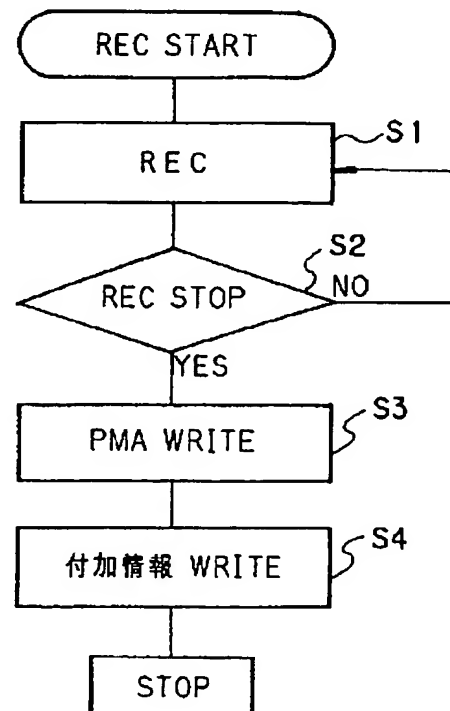 REC START
S1
REC
S2
REC STOP
NO
YES
S3
PMA WRITE
S4
付加情報 WRITE
STOP